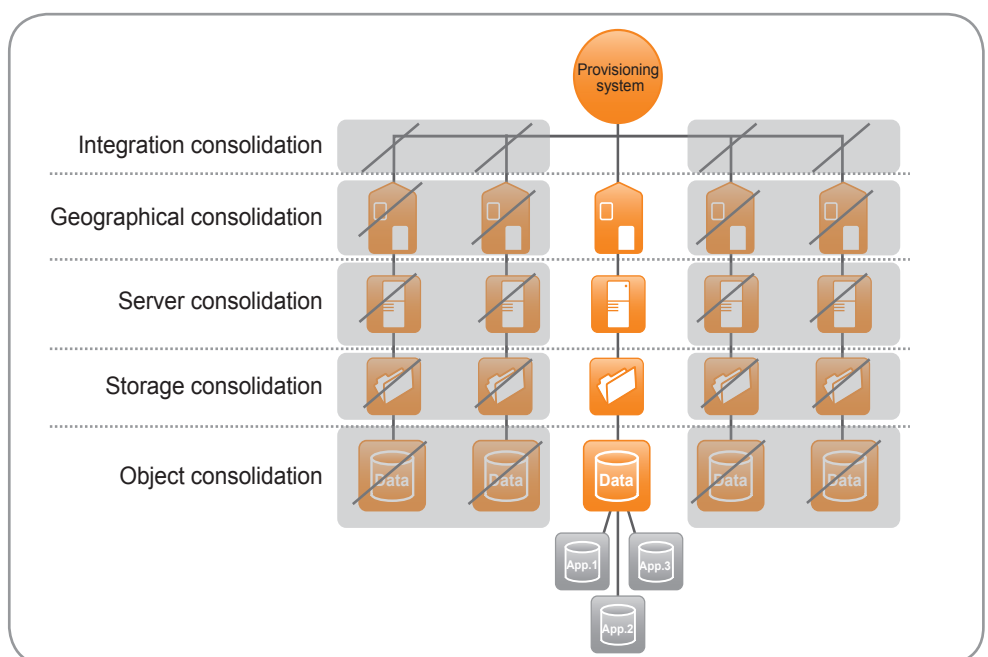 Provisioning
system
Integration consolidation
Geographical consolidation
Server consolidation
Storage consolidation
Object consolidation
Data
Data
Data
Data
Data
App.1
App.3
App.2